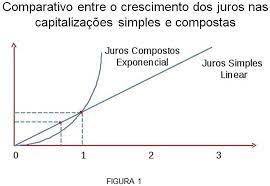 Comparativo entre o crescimento dos juros nas
capitalizações simples e compostas
Juros Compostos
Exponencial
Juros Simples
Linear
0 1 2 3
FIGURA 1